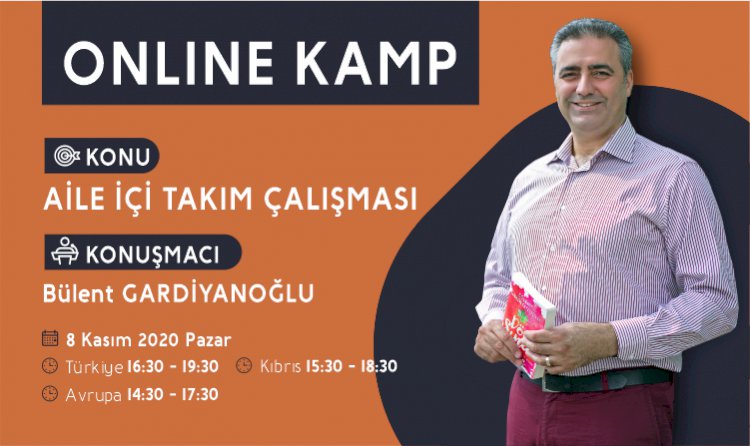 ONLINE KAMP
KONU
AİLE İÇİ TAKIM ÇALIŞMASI
KONUŞMACI
Bülent GARDİYANOĞLU
8 Kasım 2020 Pazar
Türkiye 16:30 - 19:30 Kıbrıs 15:30 - 18:30
Avrupa 14:30 - 17:30